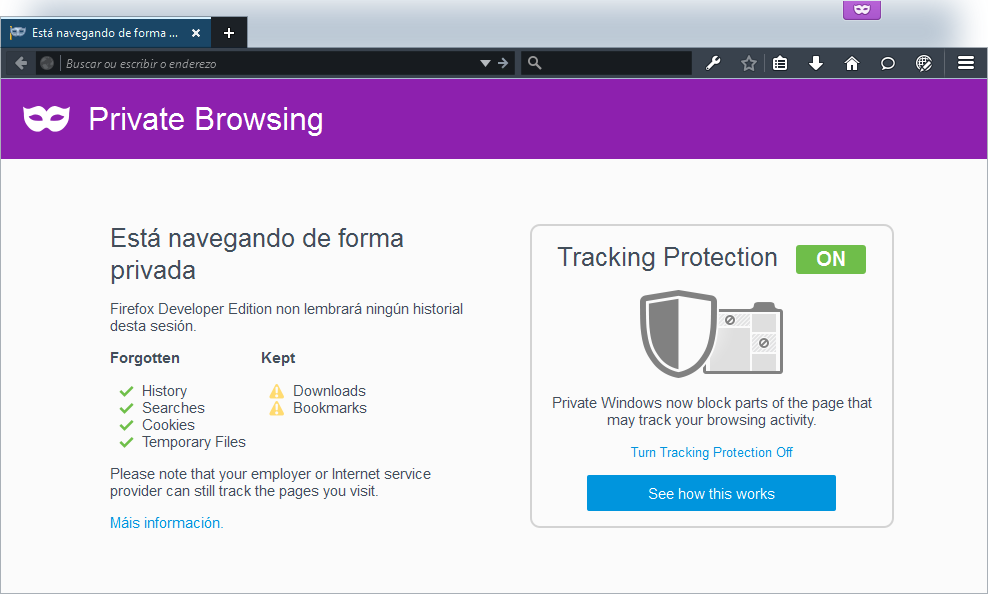 Está navegando de forma ...
Buscar ou escribir o enderezo
Private Browsing
Está navegando de forma
privada
Firefox Developer Edition non lembrará ningún historial
desta sesión.
Forgotten
Kept
History
Searches
Cookies
Temporary Files
Downloads
Bookmarks
Please note that your employer or Internet service
provider can still track the pages you visit.
Máis información.
Tracking Protection ON
Private Windows now block parts of the page that
may track your browsing activity.
Turn Tracking Protection Off
See how this works